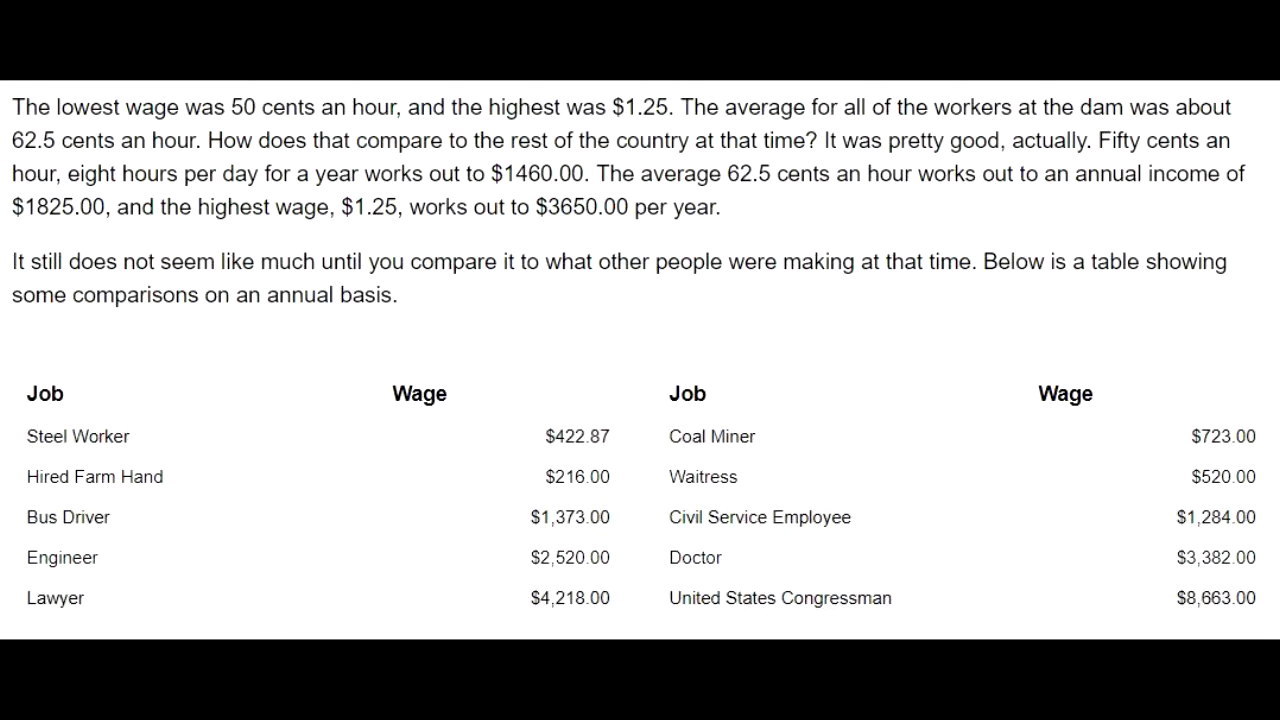 The lowest wage was 50 cents an hour, and the highest was $1.25. The average for all of the workers at the dam was about
62.5 cents an hour. How does that compare to the rest of the country at that time? It was pretty good, actually. Fifty cents an
hour, eight hours per day for a year works out to $1460.00. The average 62.5 cents an hour works out to an annual income of
$1825.00, and the highest wage, $1.25, works out to $3650.00 per year.
It still does not seem like much until you compare it to what other people were making at that time. Below is a table showing
some comparisons on an annual basis.
Job Wage Job Wage
Steel Worker $422.87 Coal Miner $723.00
Hired Farm Hand $216.00 Waitress $520.00
Bus Driver $1,373.00 Civil Service Employee $1,284.00
Engineer $2,520.00 Doctor $3,382.00
Lawyer $4,218.00 United States Congressman $8,663.00